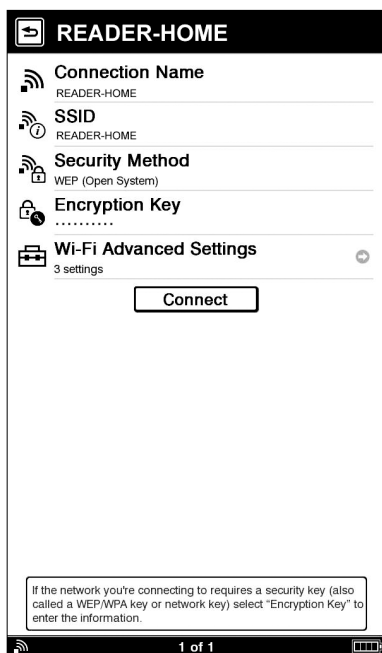 READER-HOME
Connection Name
READER-HOME
SSID
READER-HOME
Security Method
WEP (Open System)
Encryption Key
··········
Wi-Fi Advanced Settings
3 settings
Connect
If the network you're connecting to requires a security key (also
called a WEP/WPA key or network key) select “Encryption Key” to
enter the information.
1 of 1